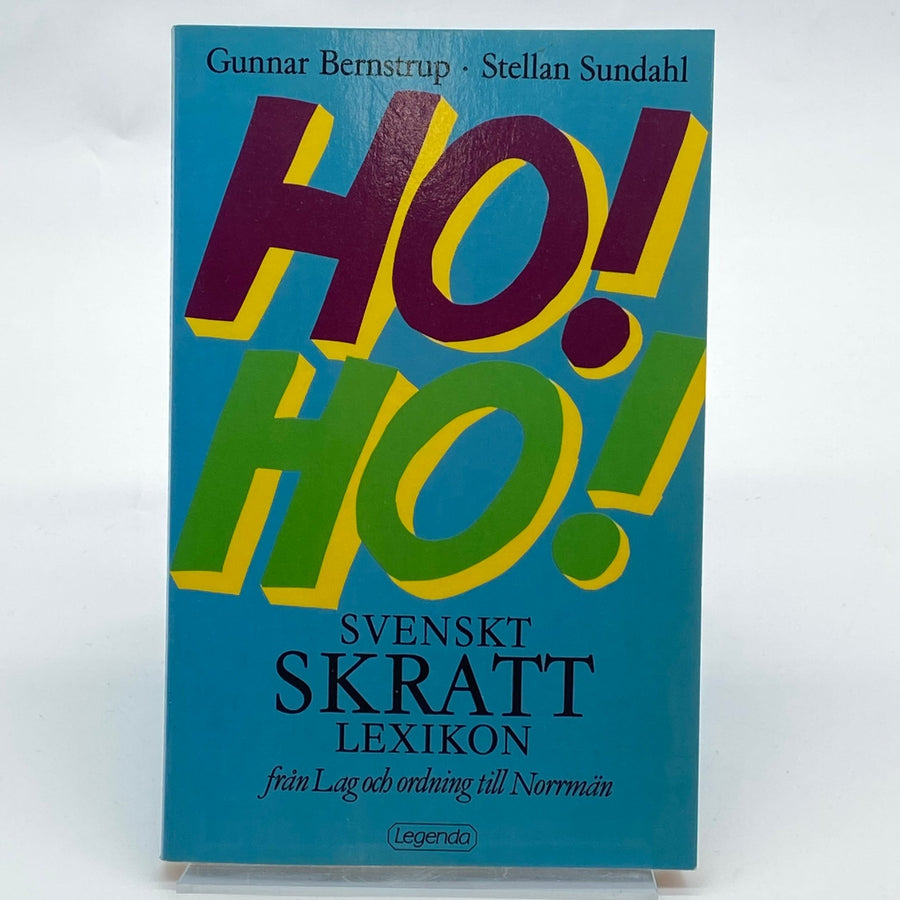 Gunnar Bernstrup · Stellan Sundahl
HO!
HO!
SVENSKT
SKRATT
LEXIKON
från Lag och ordning till Norrmän
Legenda